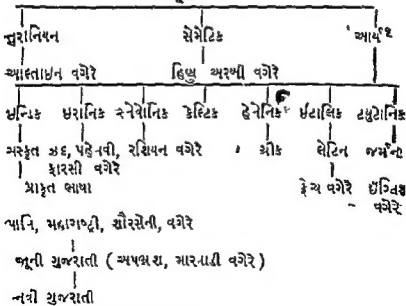 ત્યુરાનિયન સેમેટિક આર્ય૨
આલ્તાઇન વગેરે હિબ્રુ અરબી વગેરે
ઇન્ડિક ઇરાનિક સ્લેવોનિક કેલ્ટિક હેલેનિક ઇટાલિક ટ્યુટાનિક
સંસ્કૃત ઝંદ, પહેલવી, રશિયન વગેરે ગ્રીક લેટિન જર્મન
ફારસી વગેરે
પ્રાકૃત ભાષા ફ્રેંચ વગેરે ઇંગ્લિશ
વગેરે
પાલિ, મહારાષ્ટ્રી, શૌરસેની, વગેરે
જૂની ગુજરાતી (અપભ્રંશ, મારવાડી વગેરે)
નવી ગુજરાતી